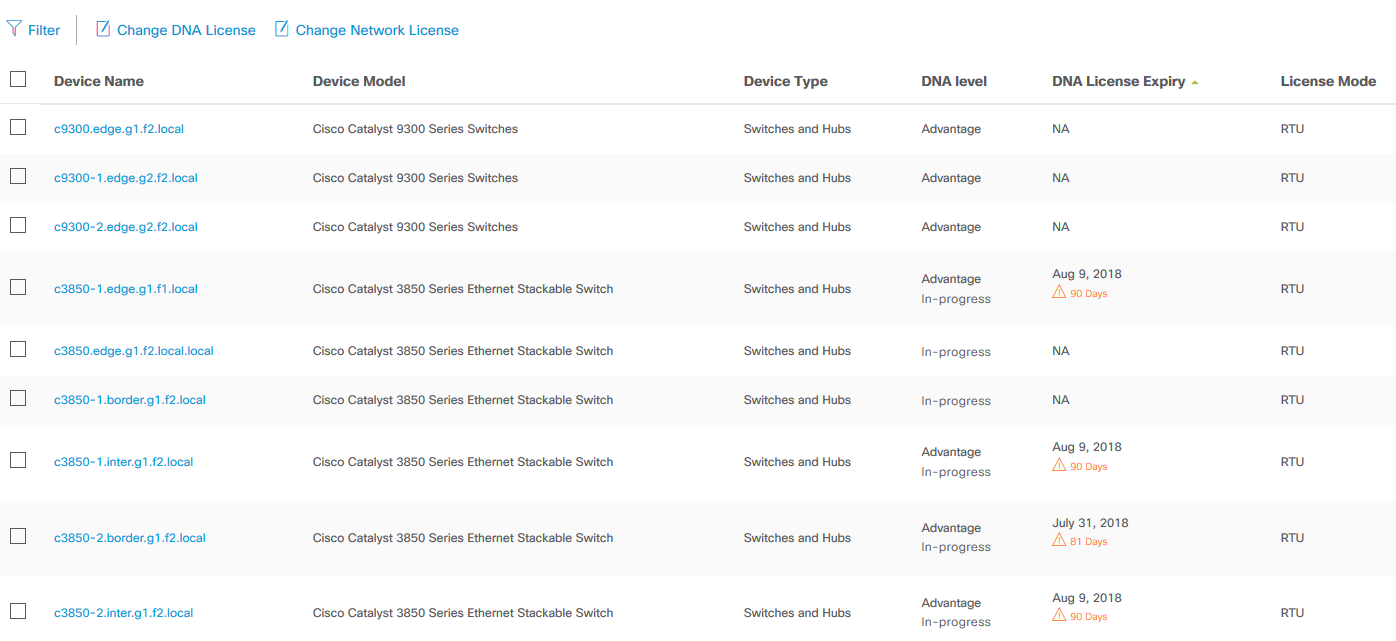 Filter Change DNA License Change Network License
Device Name Device Model Device Type DNA level DNA License Expiry License Mode
c9300.edge.g1.f2.local Cisco Catalyst 9300 Series Switches Switches and Hubs Advantage NA RTU
c9300-1.edge.g2.f2.local Cisco Catalyst 9300 Series Switches Switches and Hubs Advantage NA RTU
c9300-2.edge.g2.f2.local Cisco Catalyst 9300 Series Switches Switches and Hubs Advantage NA RTU
c3850-1.edge.g1.f1.local Cisco Catalyst 3850 Series Ethernet Stackable Switch Switches and Hubs Advantage In-progress Aug 9, 2018 90 Days RTU
c3850.edge.g1.f2.local.local Cisco Catalyst 3850 Series Ethernet Stackable Switch Switches and Hubs In-progress NA RTU
c3850-1.border.g1.f2.local Cisco Catalyst 3850 Series Ethernet Stackable Switch Switches and Hubs In-progress NA RTU
c3850-1.inter.g1.f2.local Cisco Catalyst 3850 Series Ethernet Stackable Switch Switches and Hubs Advantage In-progress Aug 9, 2018 90 Days RTU
c3850-2.border.g1.f2.local Cisco Catalyst 3850 Series Ethernet Stackable Switch Switches and Hubs Advantage In-progress July 31, 2018 81 Days RTU
c3850-2.inter.g1.f2.local Cisco Catalyst 3850 Series Ethernet Stackable Switch Switches and Hubs Advantage In-progress Aug 9, 2018 90 Days RTU